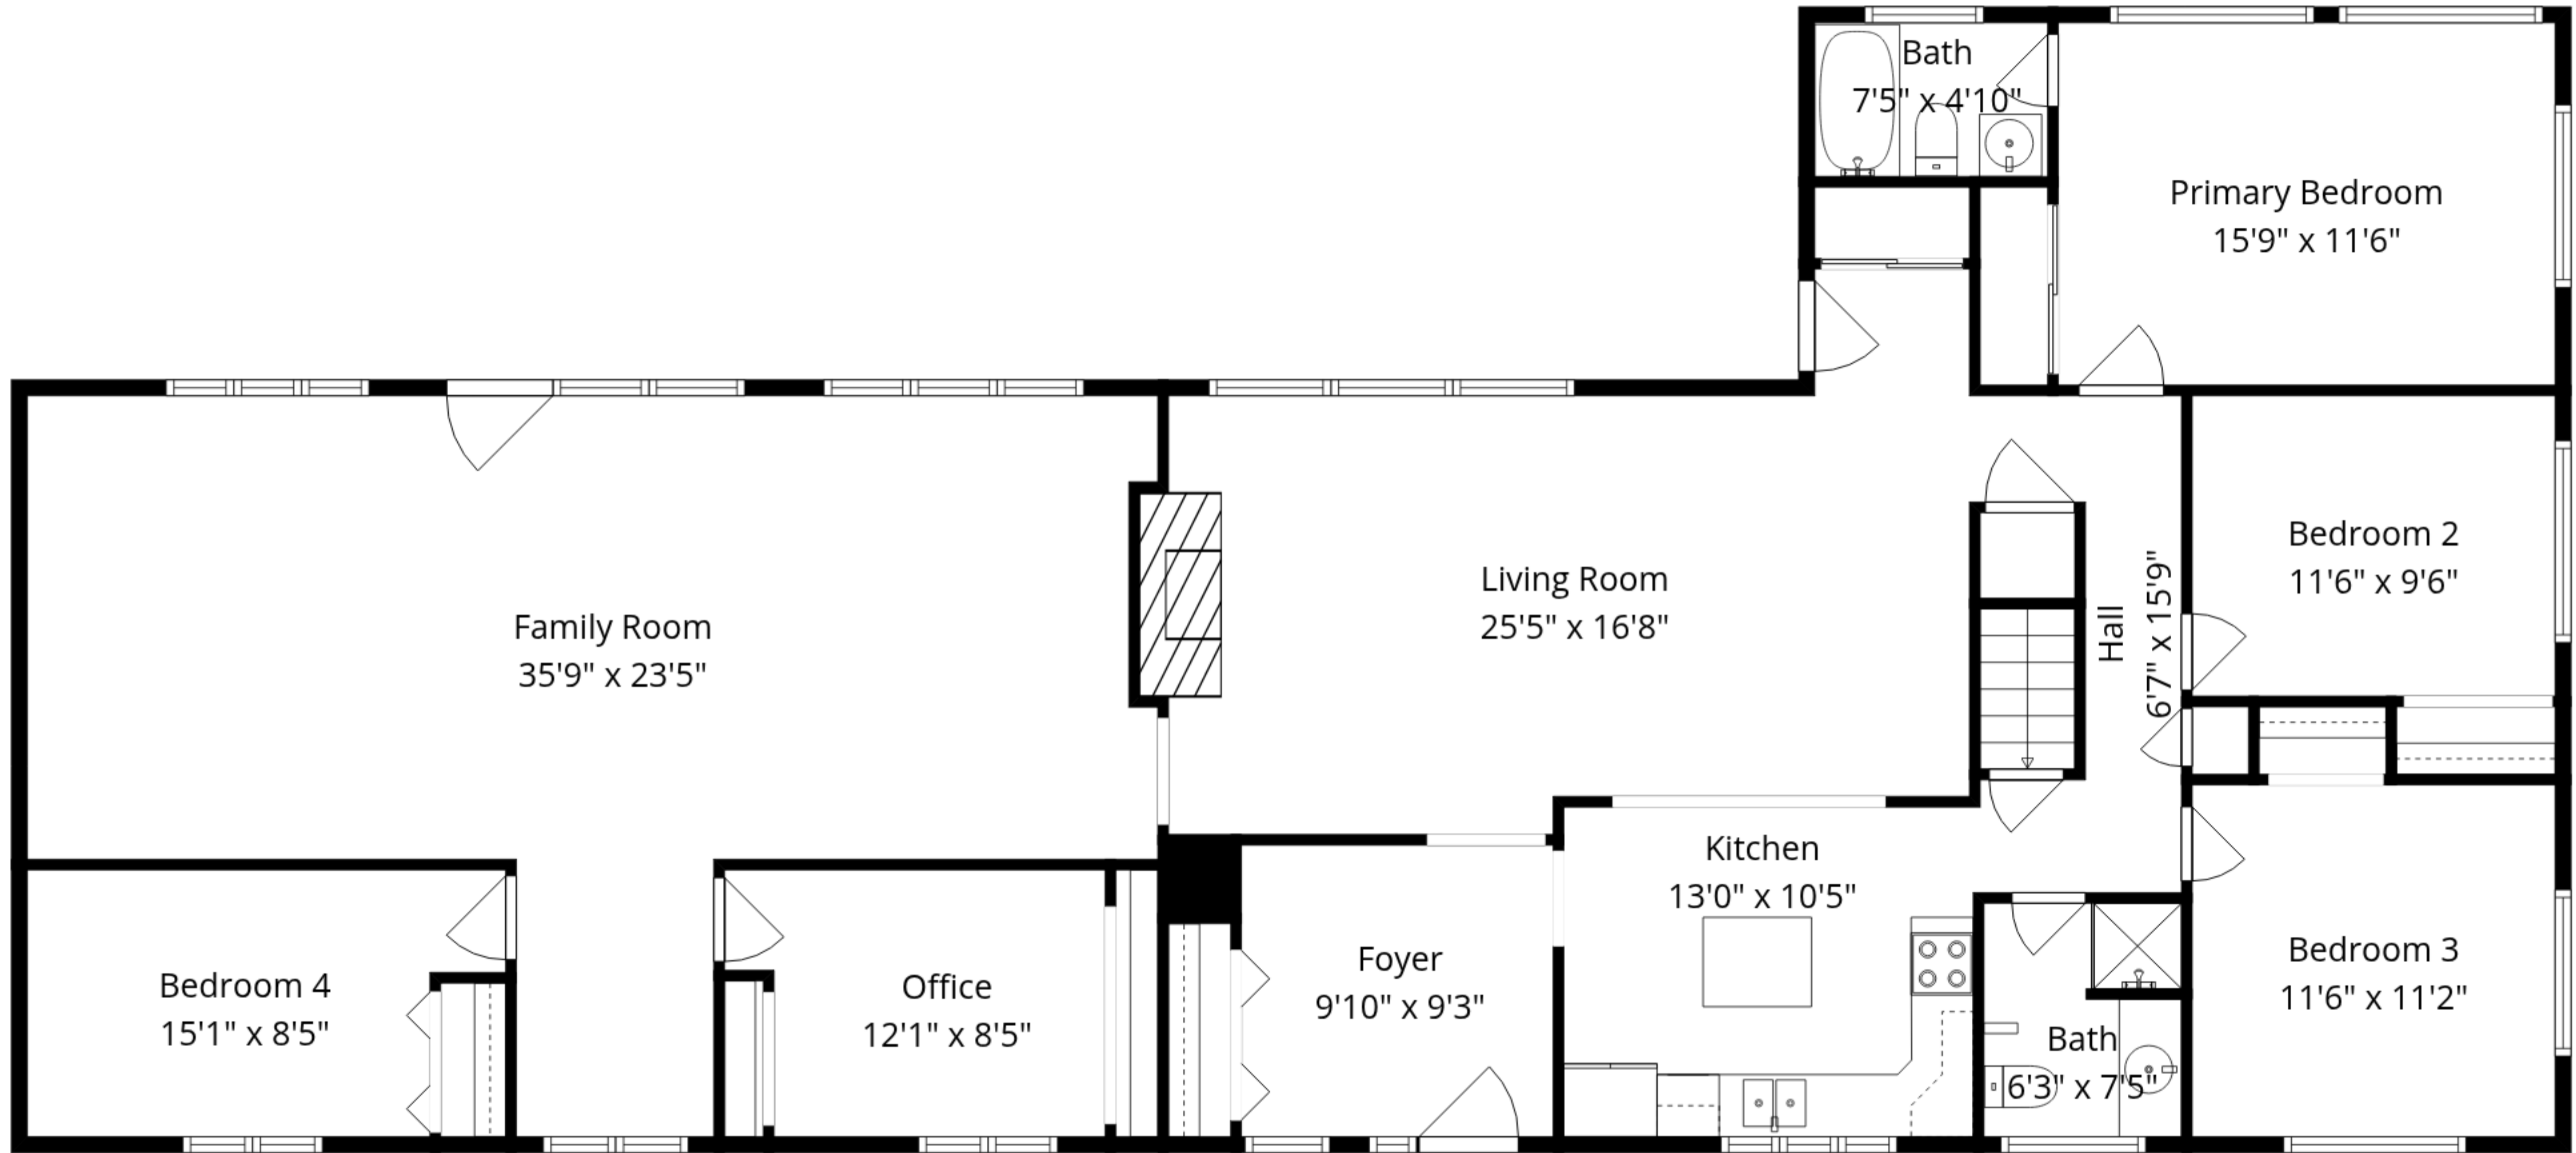 Bath
7'5" x 4'10"
Primary Bedroom
15'9" x 11'6"
Family Room
35'9" x 23'5"
Living Room
25'5" x 16'8"
Hall
6'7" x 15'9"
Bedroom 2
11'6" x 9'6"
Bedroom 4
15'1" x 8'5"
Office
12'1" x 8'5"
Foyer
9'10" x 9'3"
Kitchen
13'0" x 10'5"
Bath
6'3" x 7'5"
Bedroom 3
11'6" x 11'2"